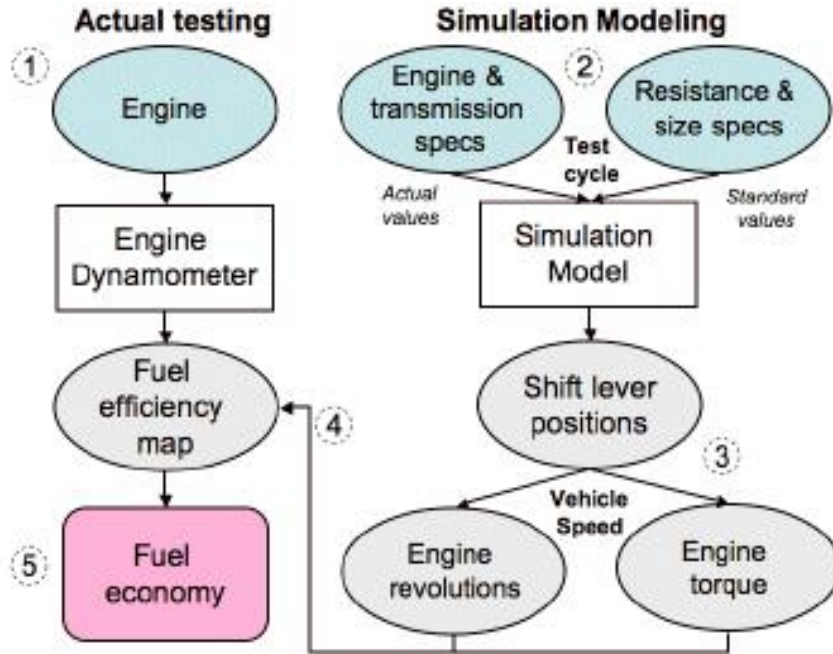 Actual testing
Simulation Modeling
1
Engine
2
Engine &
transmission
specs
Resistance &
size specs
Test
cycle
Actual
values
Standard
values
Engine
Dynamometer
Simulation
Model
Fuel
efficiency
map
4
Shift lever
positions
3
Vehicle
Speed
5
Fuel
economy
Engine
revolutions
Engine
torque